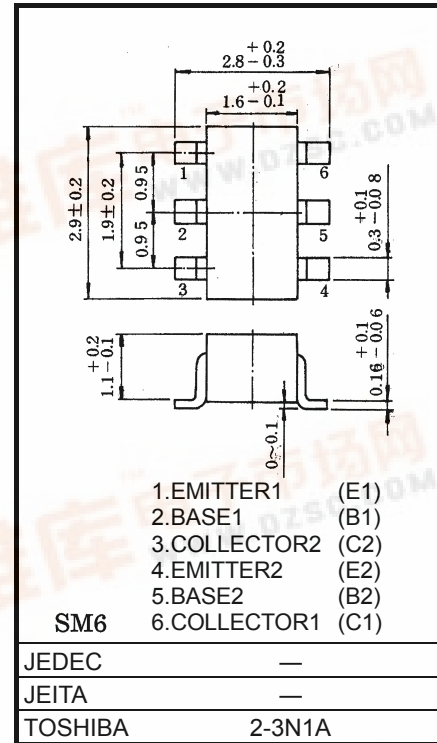 + 0.2
2.8 - 0.3
+ 0.2
1.6 - 0.1
1
6
2
5
3
4
2.9±0.2
1.9±0.2
0.95
0.95
+0.1
0.3-0.08
+0.2
1.1-0.1
+0.1
0.16-0.06
0~0.1
1.EMITTER1 (E1)
2.BASE1 (B1)
3.COLLECTOR2 (C2)
4.EMITTER2 (E2)
5.BASE2 (B2)
SM6 6.COLLECTOR1 (C1)
JEDEC —
JEITA —
TOSHIBA 2-3N1A
WWW.DZSC.COM